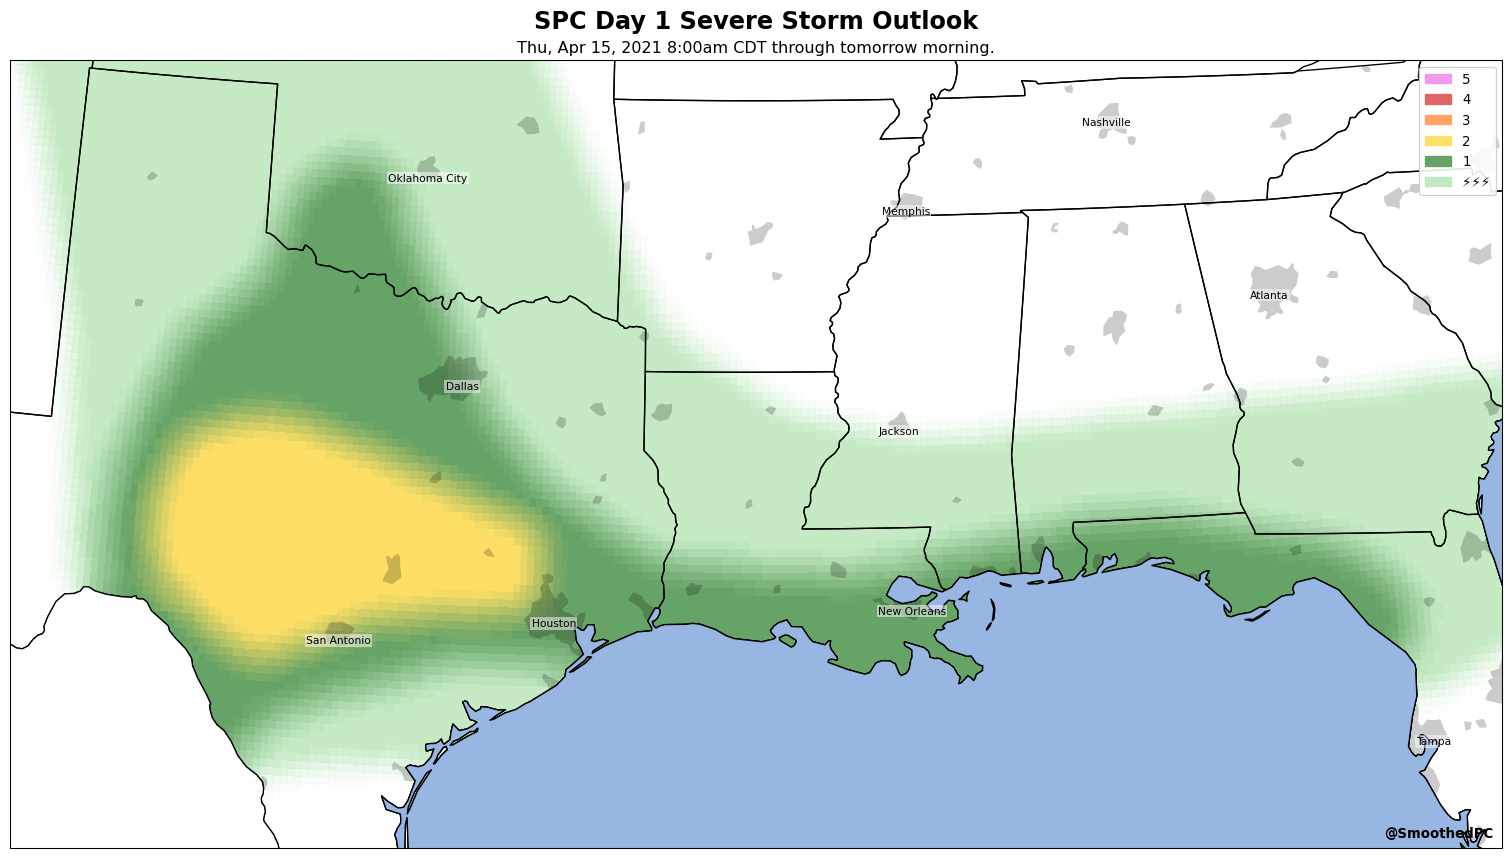 SPC Day 1 Severe Storm Outlook
Thu, Apr 15, 2021 8:00am CDT through tomorrow morning.
5
4
3
2
1
⚡⚡⚡
Nashville
Oklahoma City
Memphis
Atlanta
Dallas
Jackson
New Orleans
Houston
San Antonio
Tampa
@SmoothedPC